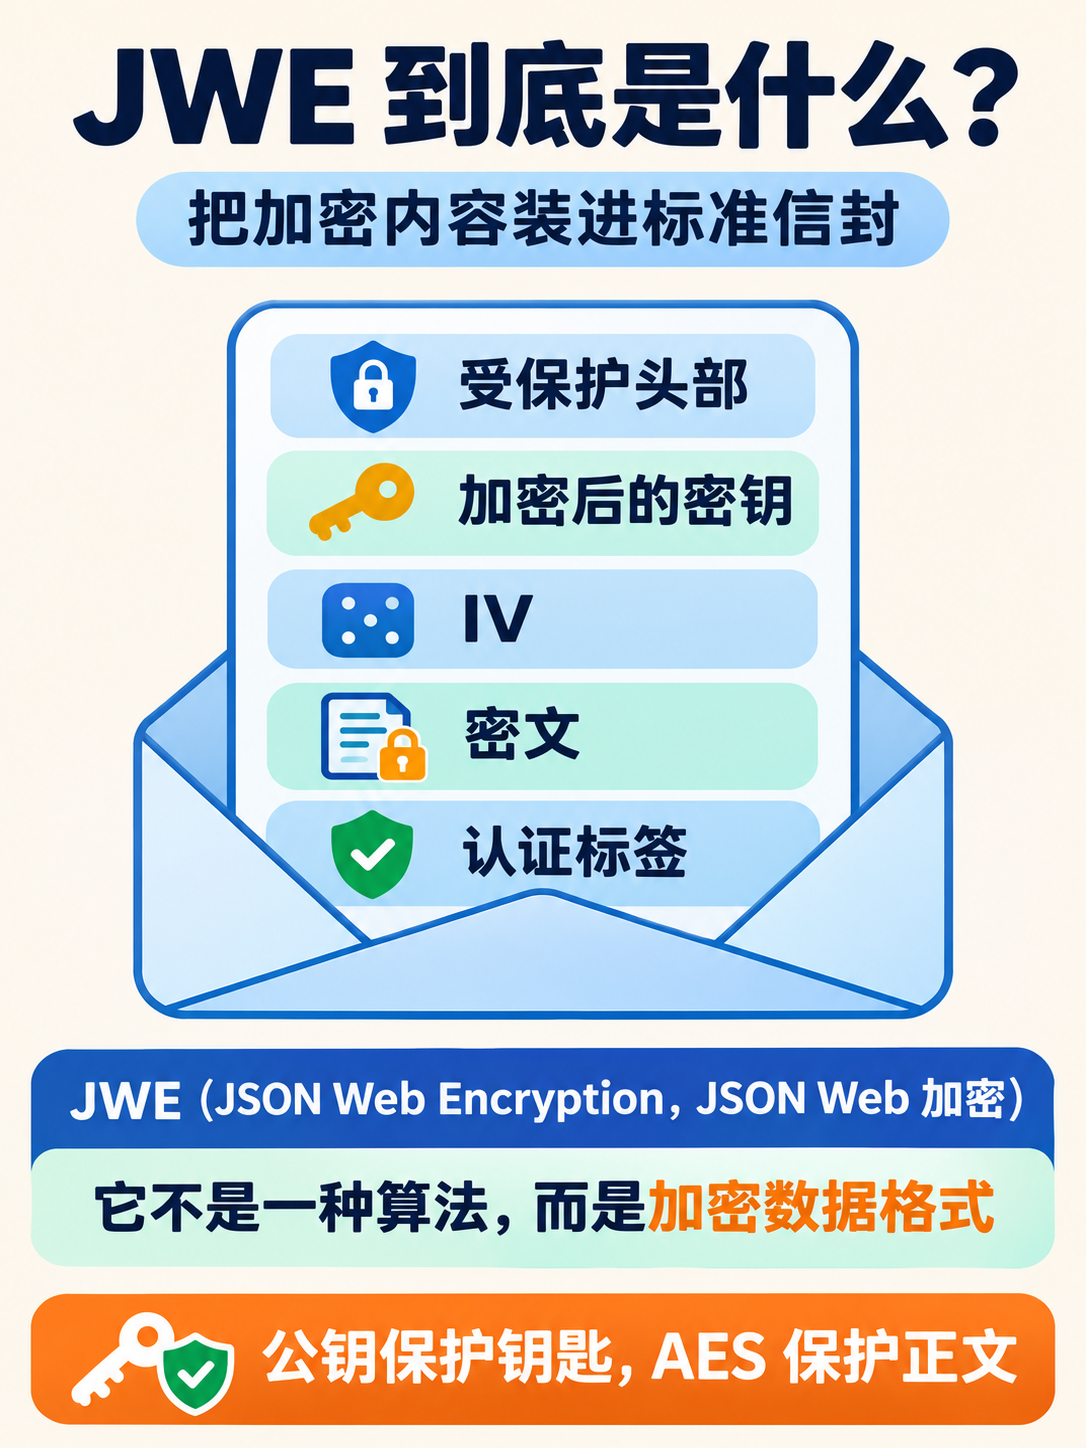 JWE 到底是什么？
把加密内容装进标准信封
受保护头部
加密后的密钥
IV
密文
认证标签
JWE（JSON Web Encryption，JSON Web 加密）
它不是一种算法，而是加密数据格式
公钥保护钥匙，AES 保护正文